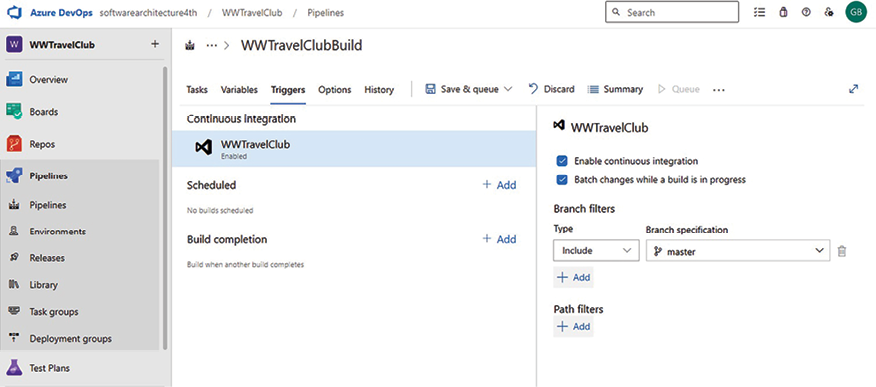 Azure DevOps softwarearchitecture4th / WWTravelClub / Pipelines Search GB
W WWTravelClub +
Overview
Boards
Repos
Pipelines
Pipelines
Environments
Releases
Library
Task groups
Deployment groups
Test Plans
... > WWTravelClubBuild
Tasks Variables Triggers Options History Save & queue Discard Summary Queue ...
Continuous integration
WWTravelClub
Enabled
Scheduled + Add
No builds scheduled
Build completion + Add
Build when another build completes
WWTravelClub
Enable continuous integration
Batch changes while a build is in progress
Branch filters
Type Branch specification
Include master
+ Add
Path filters
+ Add